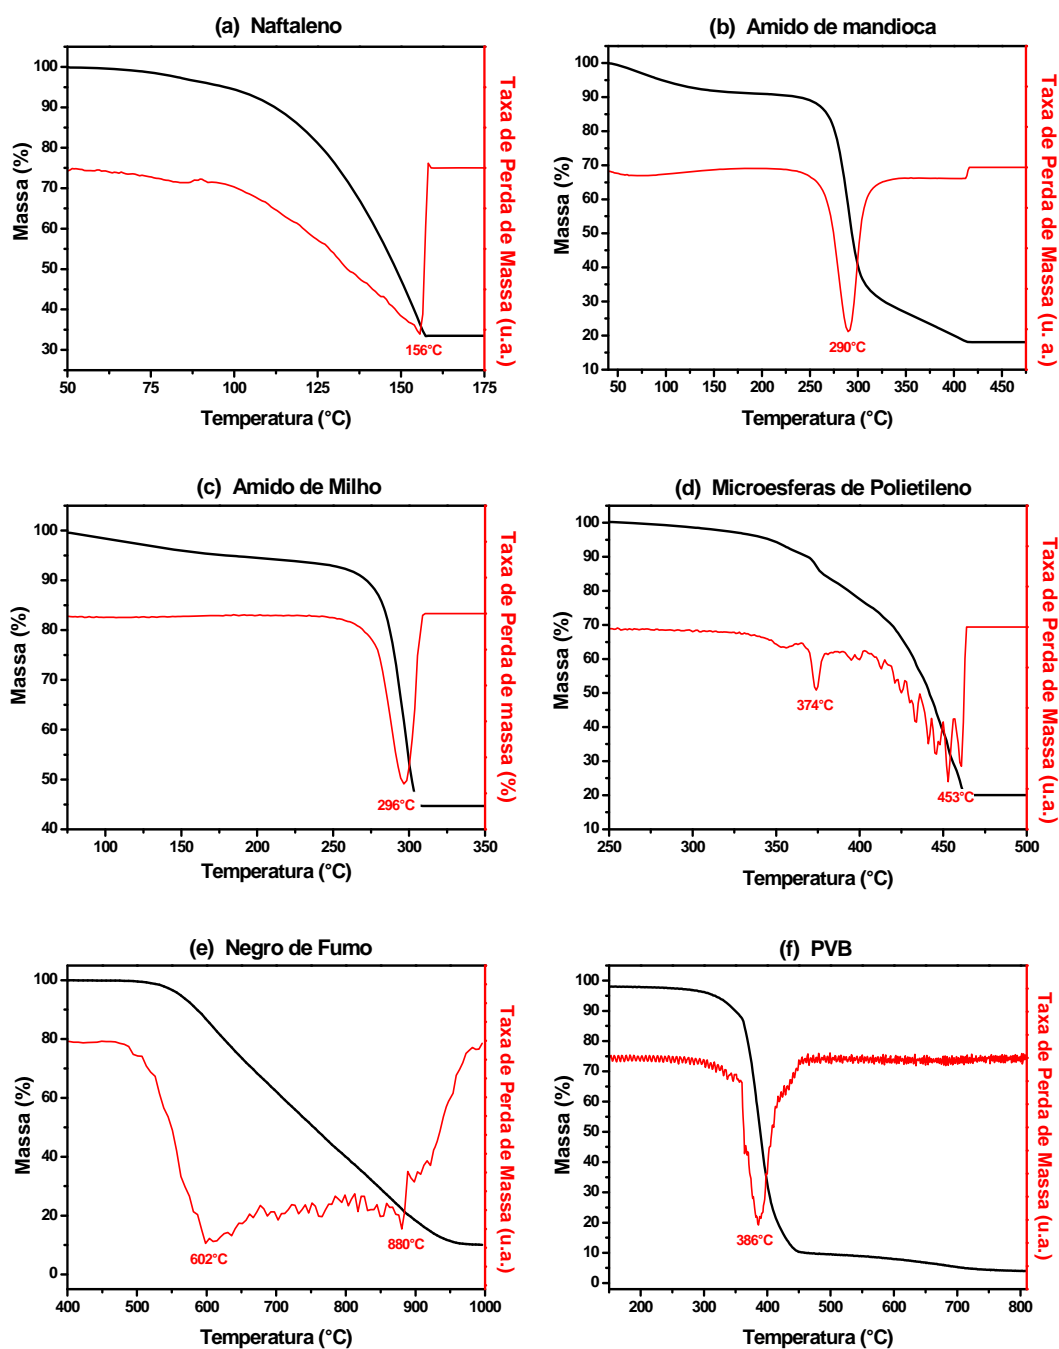 (a) Naftaleno
100
90
80
70
60
50
40
30
Massa (%)
Taxa de Perda de Massa (u.a.)
156°C
50 75 100 125 150 175
Temperatura (°C)
(b) Amido de mandioca
100
90
80
70
60
50
40
30
20
10
Massa (%)
Taxa de Perda de Massa (u. a.)
290°C
50 100 150 200 250 300 350 400 450
Temperatura (°C)
(c) Amido de Milho
100
90
80
70
60
50
40
Massa (%)
Taxa de Perda de massa (%)
296°C
100 150 200 250 300 350
Temperatura (°C)
(d) Microesferas de Polietileno
100
90
80
70
60
50
40
30
20
10
Massa (%)
Taxa de Perda de Massa (u.a.)
374°C
453°C
250 300 350 400 450 500
Temperatura (°C)
(e) Negro de Fumo
100
80
60
40
20
0
Massa (%)
Taxa de Perda de Massa (u.a.)
602°C
880°C
400 500 600 700 800 900 1000
Temperatura (°C)
(f) PVB
100
90
80
70
60
50
40
30
20
10
0
Massa (%)
Taxa de Perda de Massa (u.a.)
386°C
200 300 400 500 600 700 800
Temperatura (°C)